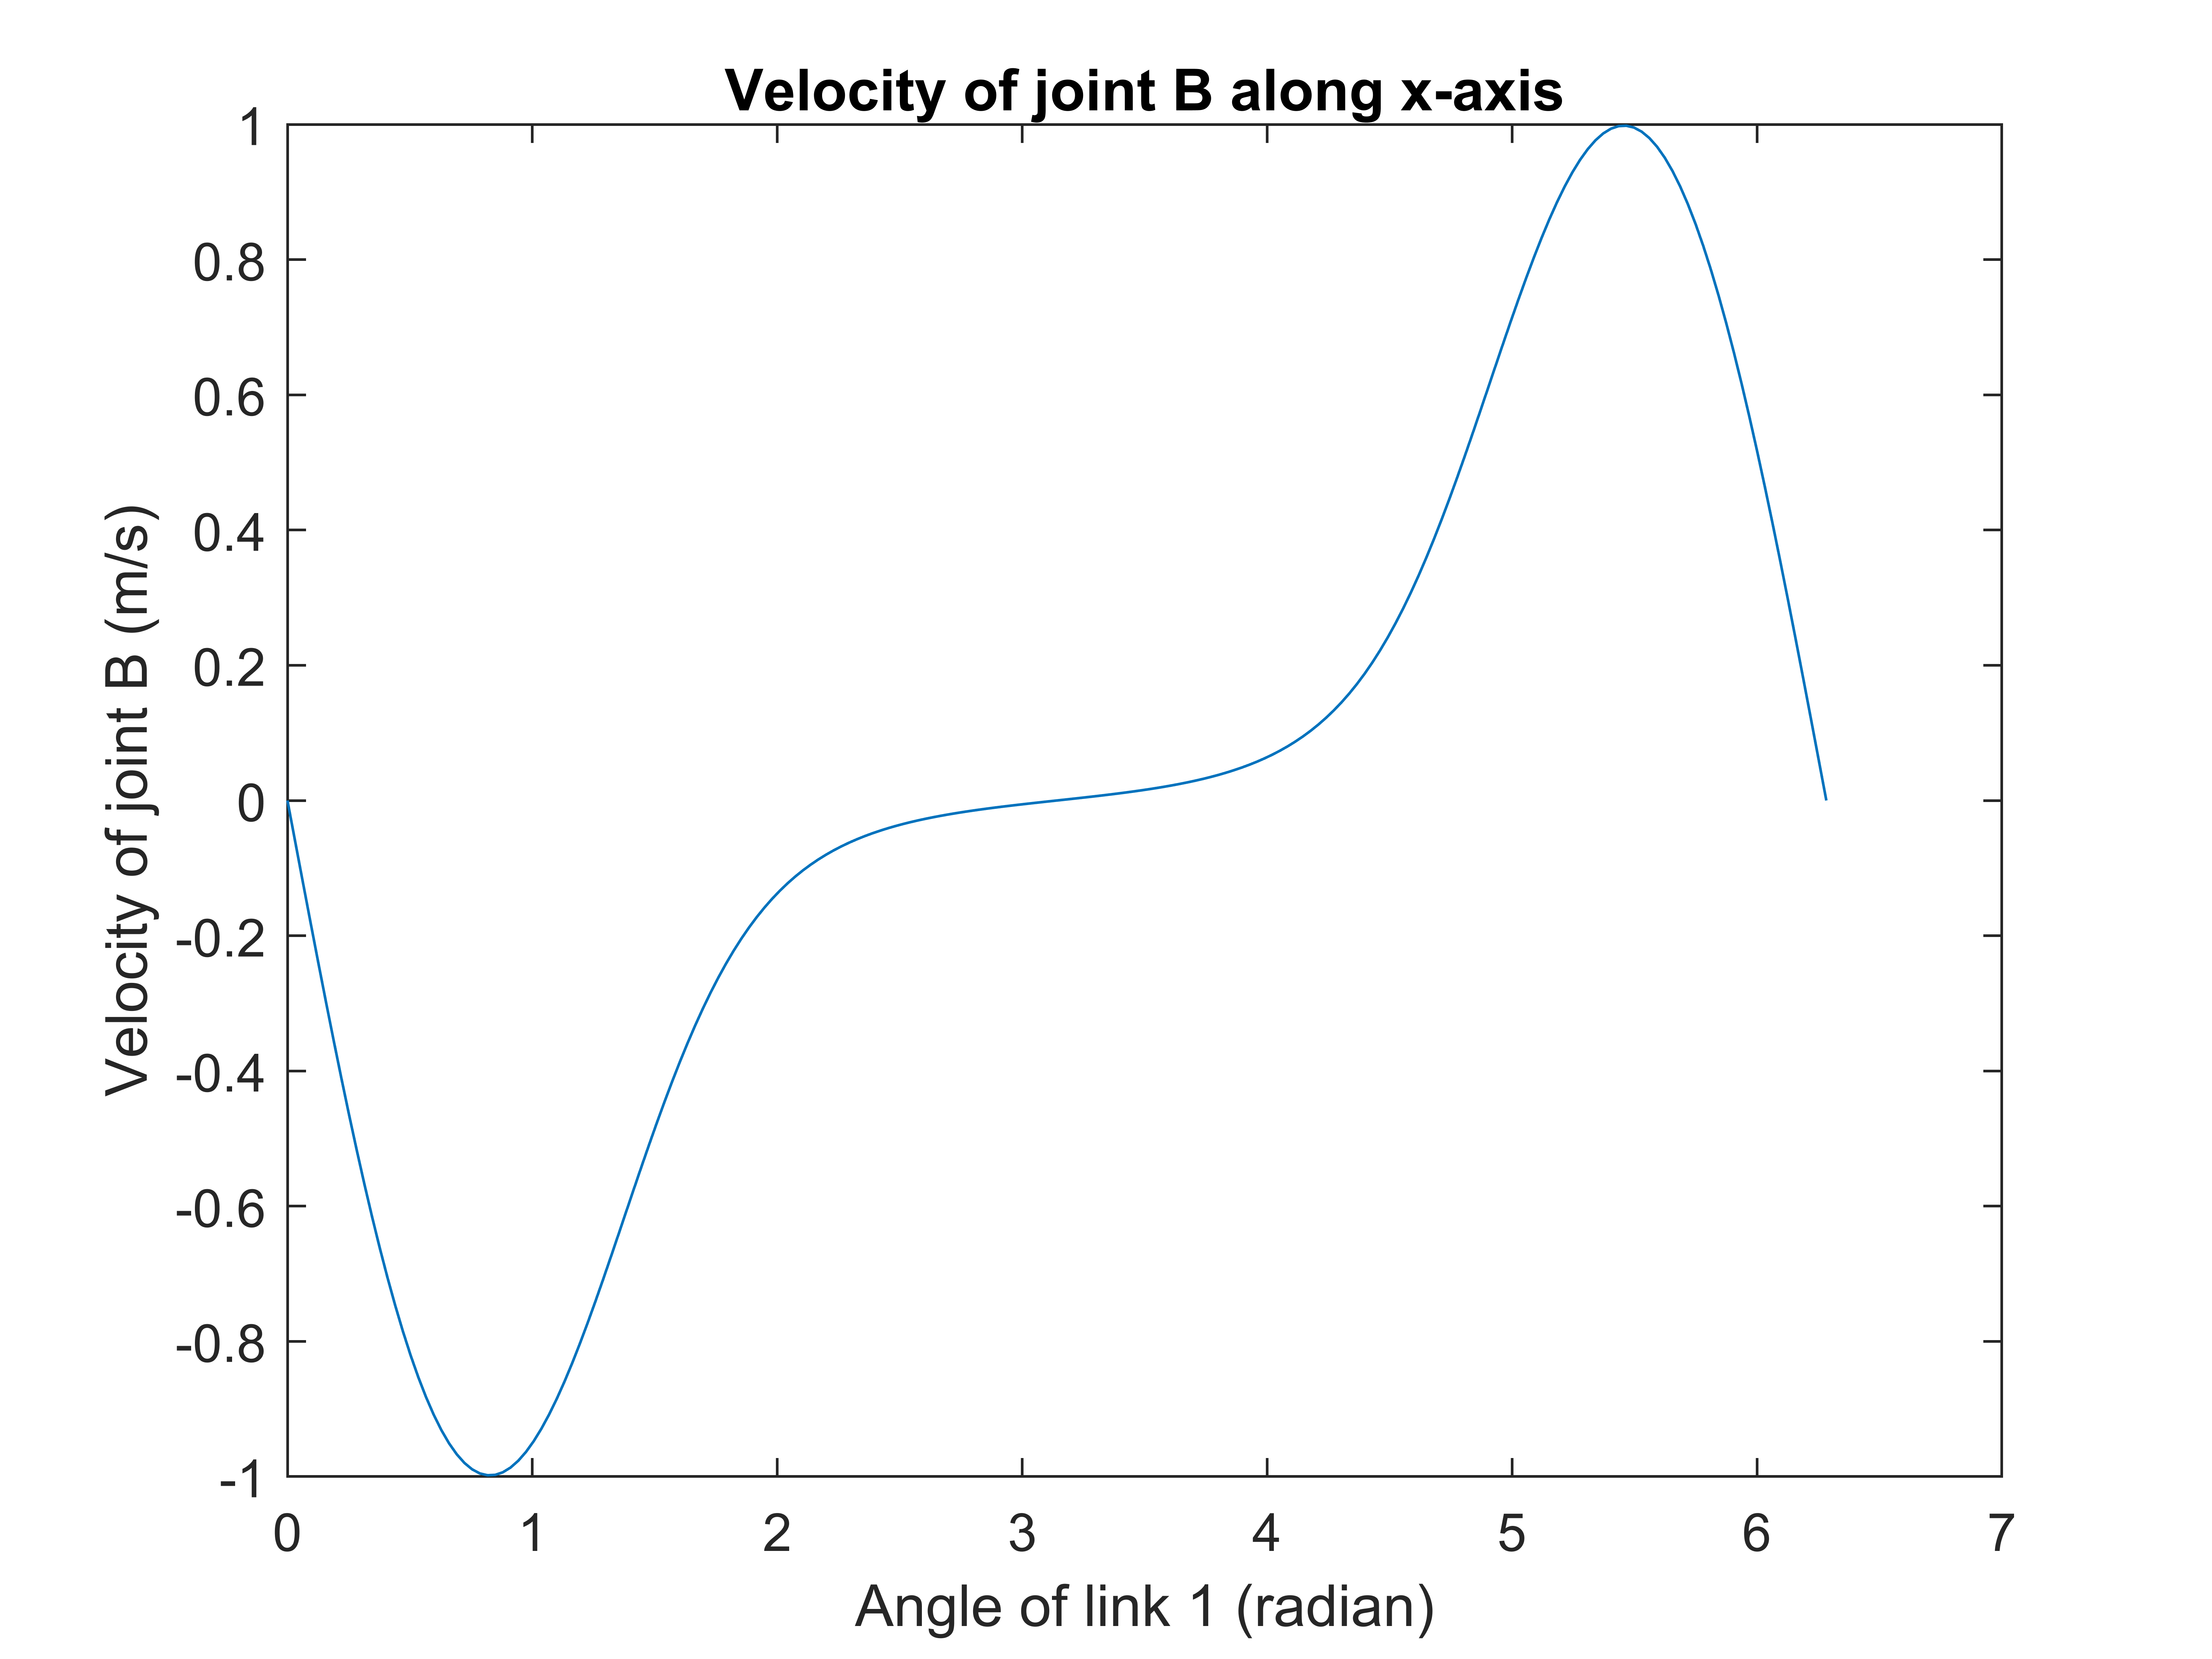 Velocity of joint B along x-axis
1
0.8
0.6
0.4
0.2
0
-0.2
-0.4
-0.6
-0.8
-1
Velocity of joint B (m/s)
0 1 2 3 4 5 6 7
Angle of link 1 (radian)